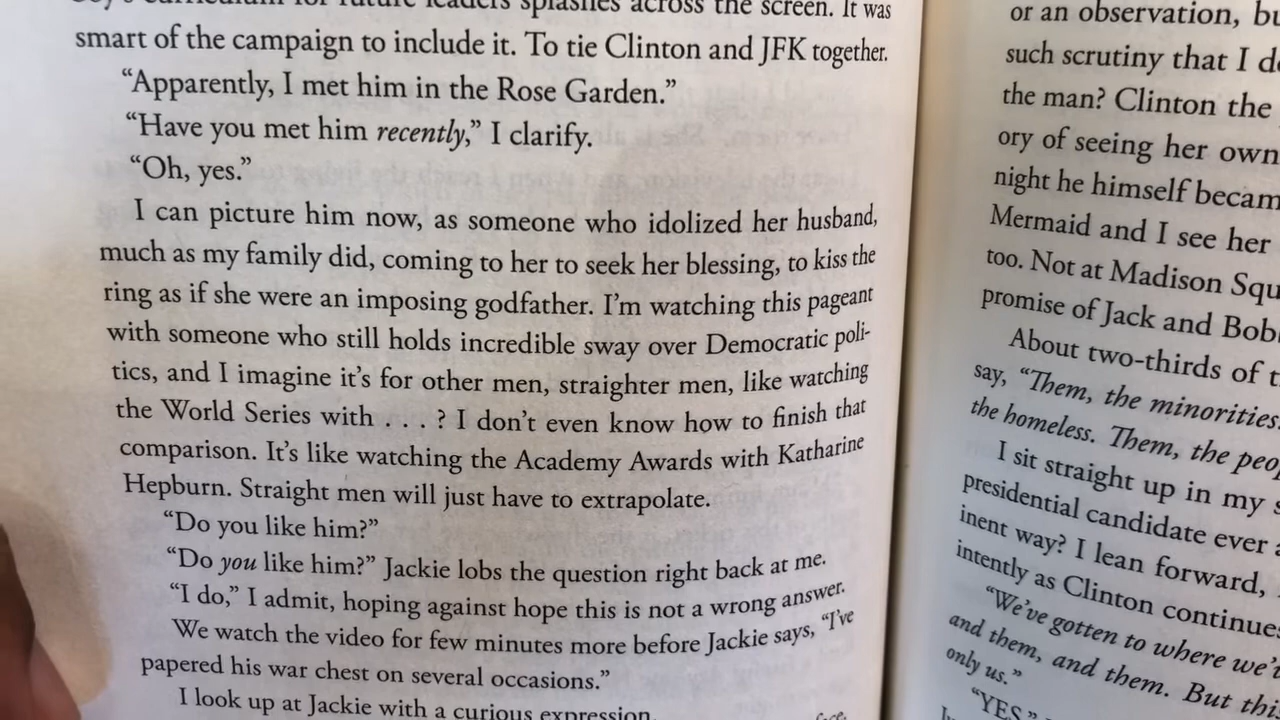 curriculum for future leaders splashes across the screen. It was
smart of the campaign to include it. To tie Clinton and JFK together.
“Apparently, I met him in the Rose Garden.”
“Have you met him recently,” I clarify.
“Oh, yes.”
I can picture him now, as someone who idolized her husband,
much as my family did, coming to her to seek her blessing, to kiss the
ring as if she were an imposing godfather. I’m watching this pageant
with someone who still holds incredible sway over Democratic poli-
tics, and I imagine it’s for other men, straighter men, like watching
the World Series with . . . ? I don’t even know how to finish that
comparison. It’s like watching the Academy Awards with Katharine
Hepburn. Straight men will just have to extrapolate.
“Do you like him?”
“Do you like him?” Jackie lobs the question right back at me.
“I do,” I admit, hoping against hope this is not a wrong answer.
We watch the video for few minutes more before Jackie says, “I’ve
papered his war chest on several occasions.”
I look up at Jackie with a curious expression.
face.
or an observation, bu
such scrutiny that I d
the man? Clinton the
ory of seeing her own
night he himself becam
Mermaid and I see her
too. Not at Madison Squ
promise of Jack and Bob
About two-thirds of t
say, “Them, the minorities.
the homeless. Them, the peop
I sit straight up in my s
presidential candidate ever
inent way? I lean forward,
intently as Clinton continues
“We’ve gotten to where we’
and them, and them. But thi
only us.”
“YES,”